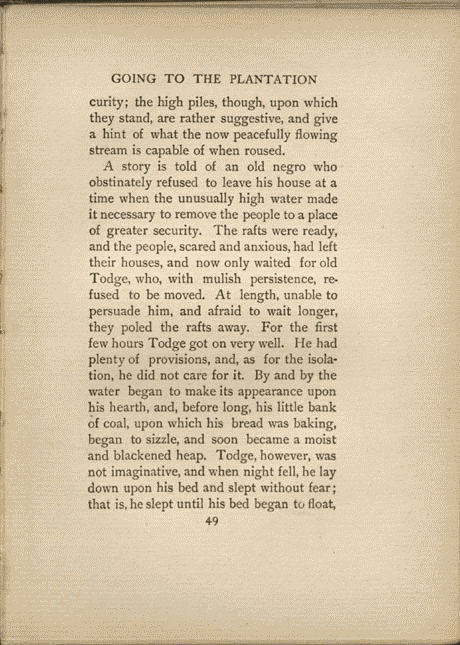 GOING TO THE PLANTATION
curity; the high piles, though, upon which
they stand, are rather suggestive, and give
a hint of what the now peacefully flowing
stream is capable of when roused.
A story is told of an old negro who
obstinately refused to leave his house at a
time when the unusually high water made
it necessary to remove the people to a place
of greater security. The rafts were ready,
and the people, scared and anxious, had left
their houses, and now only waited for old
Todge, who, with mulish persistence, re-
fused to be moved. At length, unable to
persuade him, and afraid to wait longer,
they poled the rafts away. For the first
few hours Todge got on very well. He had
plenty of provisions, and, as for the isola-
tion, he did not care for it. By and by the
water began to make its appearance upon
his hearth, and, before long, his little bank
of coal, upon which his bread was baking,
began to sizzle, and soon became a moist
and blackened heap. Todge, however, was
not imaginative, and when night fell, he lay
down upon his bed and slept without fear;
that is, he slept until his bed began to float,
49